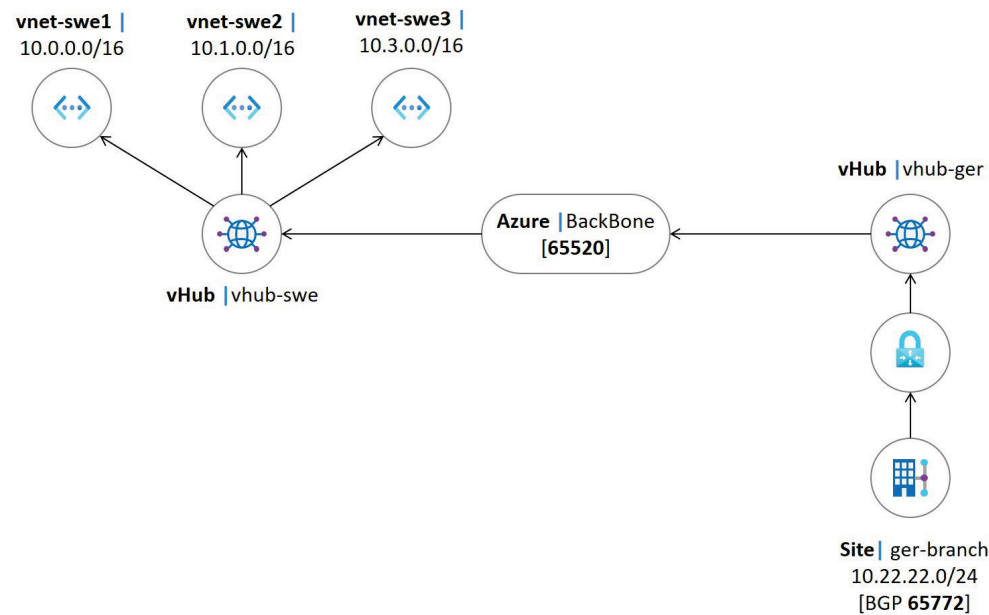 vnet-swe1 |
10.0.0.0/16
vnet-swe2 |
10.1.0.0/16
vnet-swe3 |
10.3.0.0/16
vHub |vhub-swe
Azure |BackBone
[65520]
vHub |vhub-ger
Site| ger-branch
10.22.22.0/24
[BGP 65772]